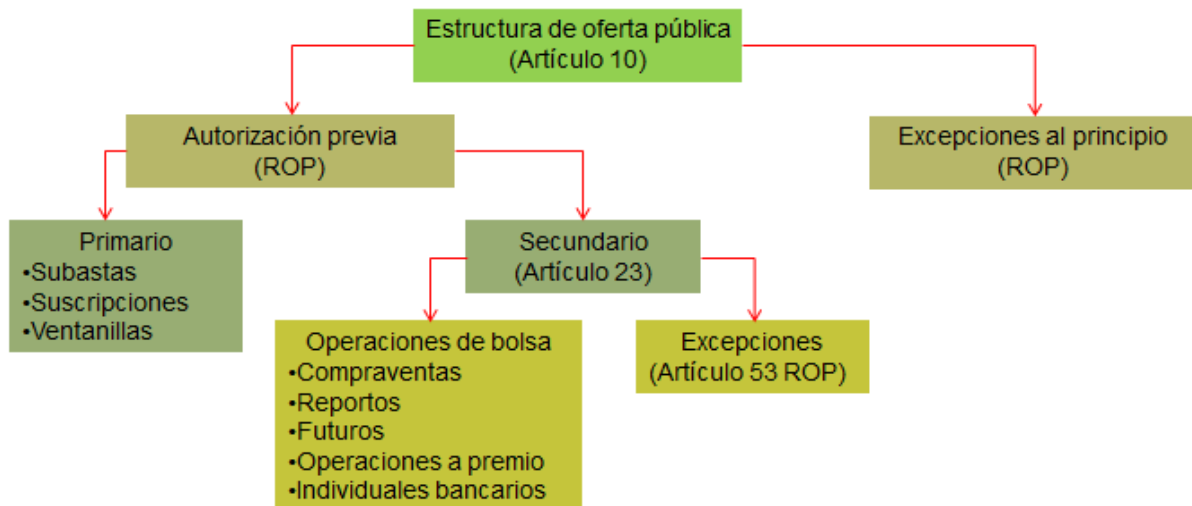 Estructura de oferta pública
(Artículo 10)
Autorización previa
(ROP)
Excepciones al principio
(ROP)
Primario
•Subastas
•Suscripciones
•Ventanillas
Secundario
(Artículo 23)
Operaciones de bolsa
•Compraventas
•Reportos
•Futuros
•Operaciones a premio
•Individuales bancarios
Excepciones
(Artículo 53 ROP)